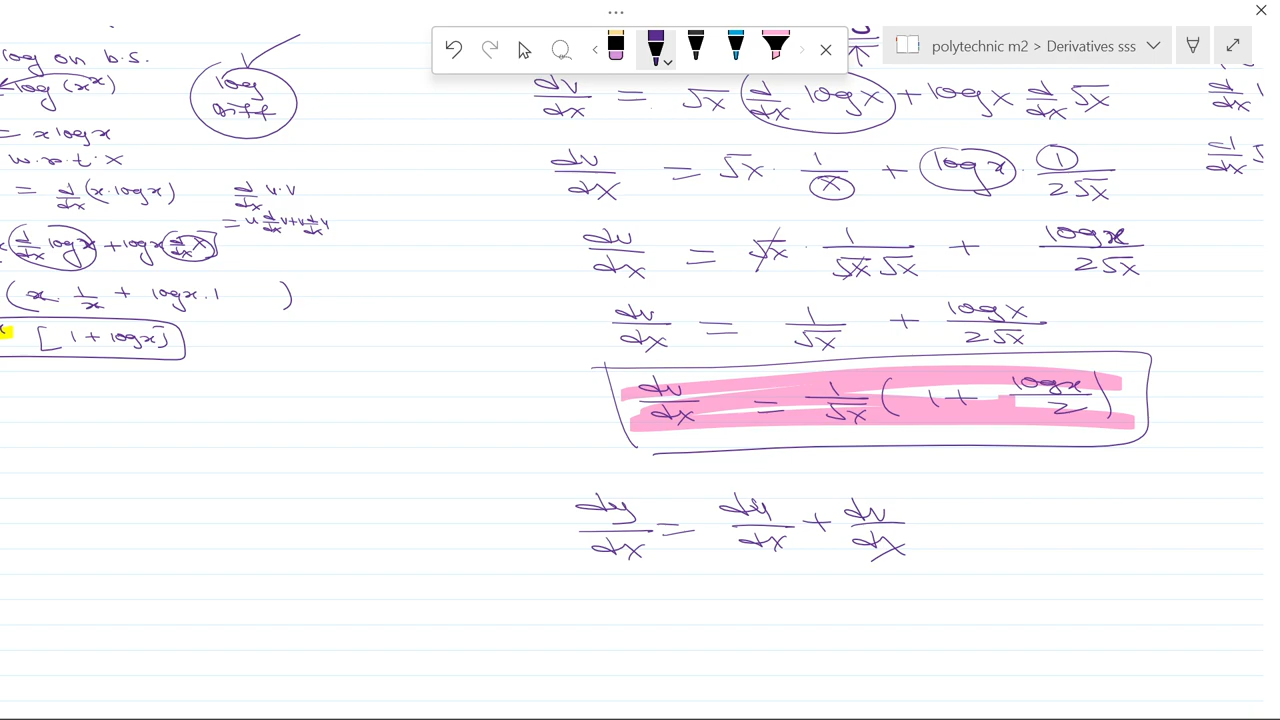 polytechnic m2 > Derivatives sss
log on b.s.
log (x^x)
= x log x
w.r.t. x
= d/dx (x·log x)
[d/dx log x + log x d/dx x]
(x · 1/x + log x · 1)
[1 + log x]
log
Diff
d/dx u·v
= u d/dx v + v d/dx u
dv/dx = √x (d/dx log x) + log x d/dx √x
dv/dx = √x · 1/x + log x · 1/2√x
dv/dx = √x · 1/√x √x + log x/2√x
dv/dx = 1/√x + log x/2√x
dv/dx = 1/√x (1 + log x/2)
dy/dx = du/dx + dv/dx
d/dx
d/dx